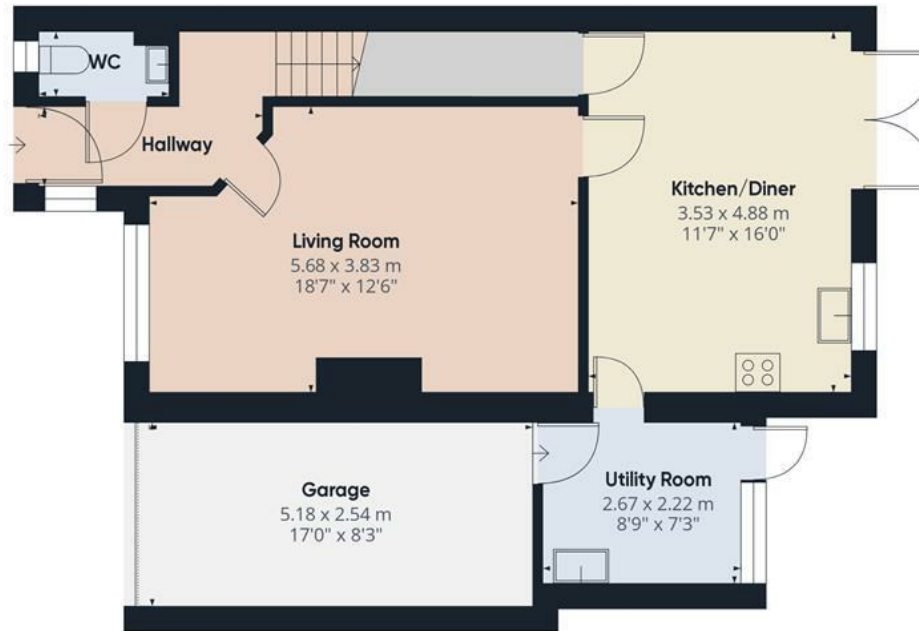 WC
Hallway
Living Room
5.68 x 3.83 m
18'7" x 12'6"
Kitchen/Diner
3.53 x 4.88 m
11'7" x 16'0"
Garage
5.18 x 2.54 m
17'0" x 8'3"
Utility Room
2.67 x 2.22 m
8'9" x 7'3"